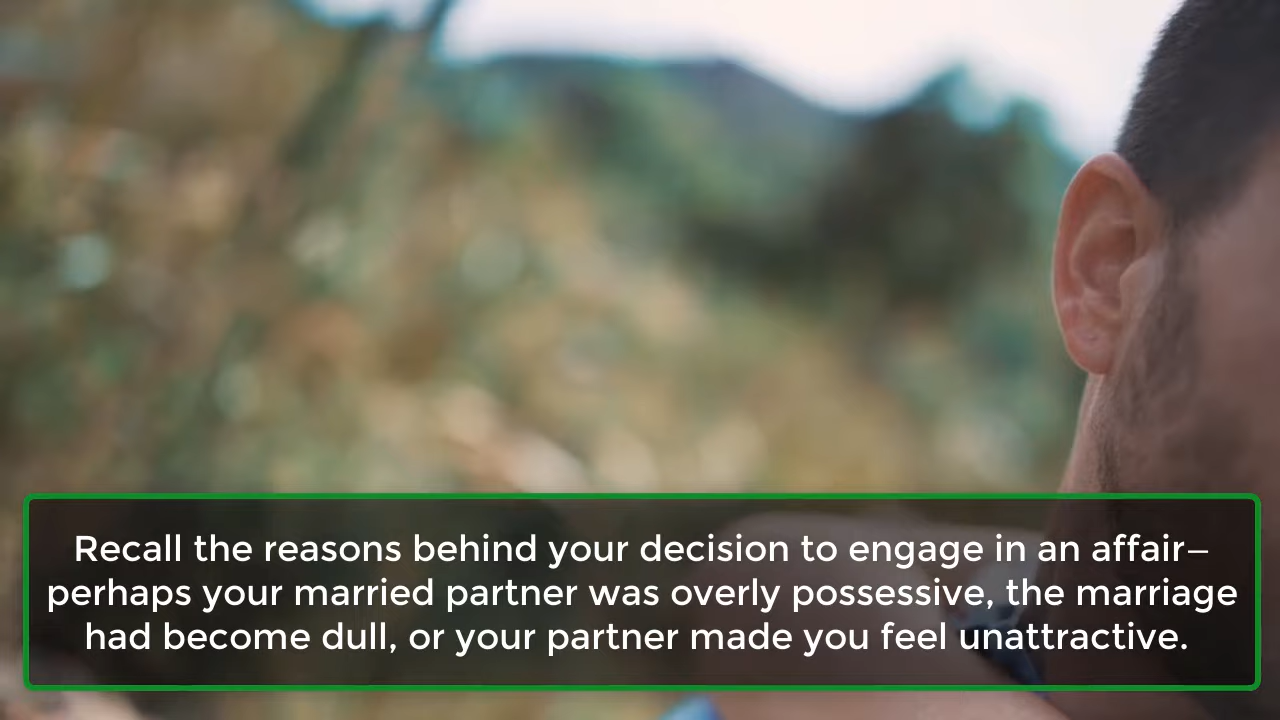 Recall the reasons behind your decision to engage in an affair—
perhaps your married partner was overly possessive, the marriage
had become dull, or your partner made you feel unattractive.